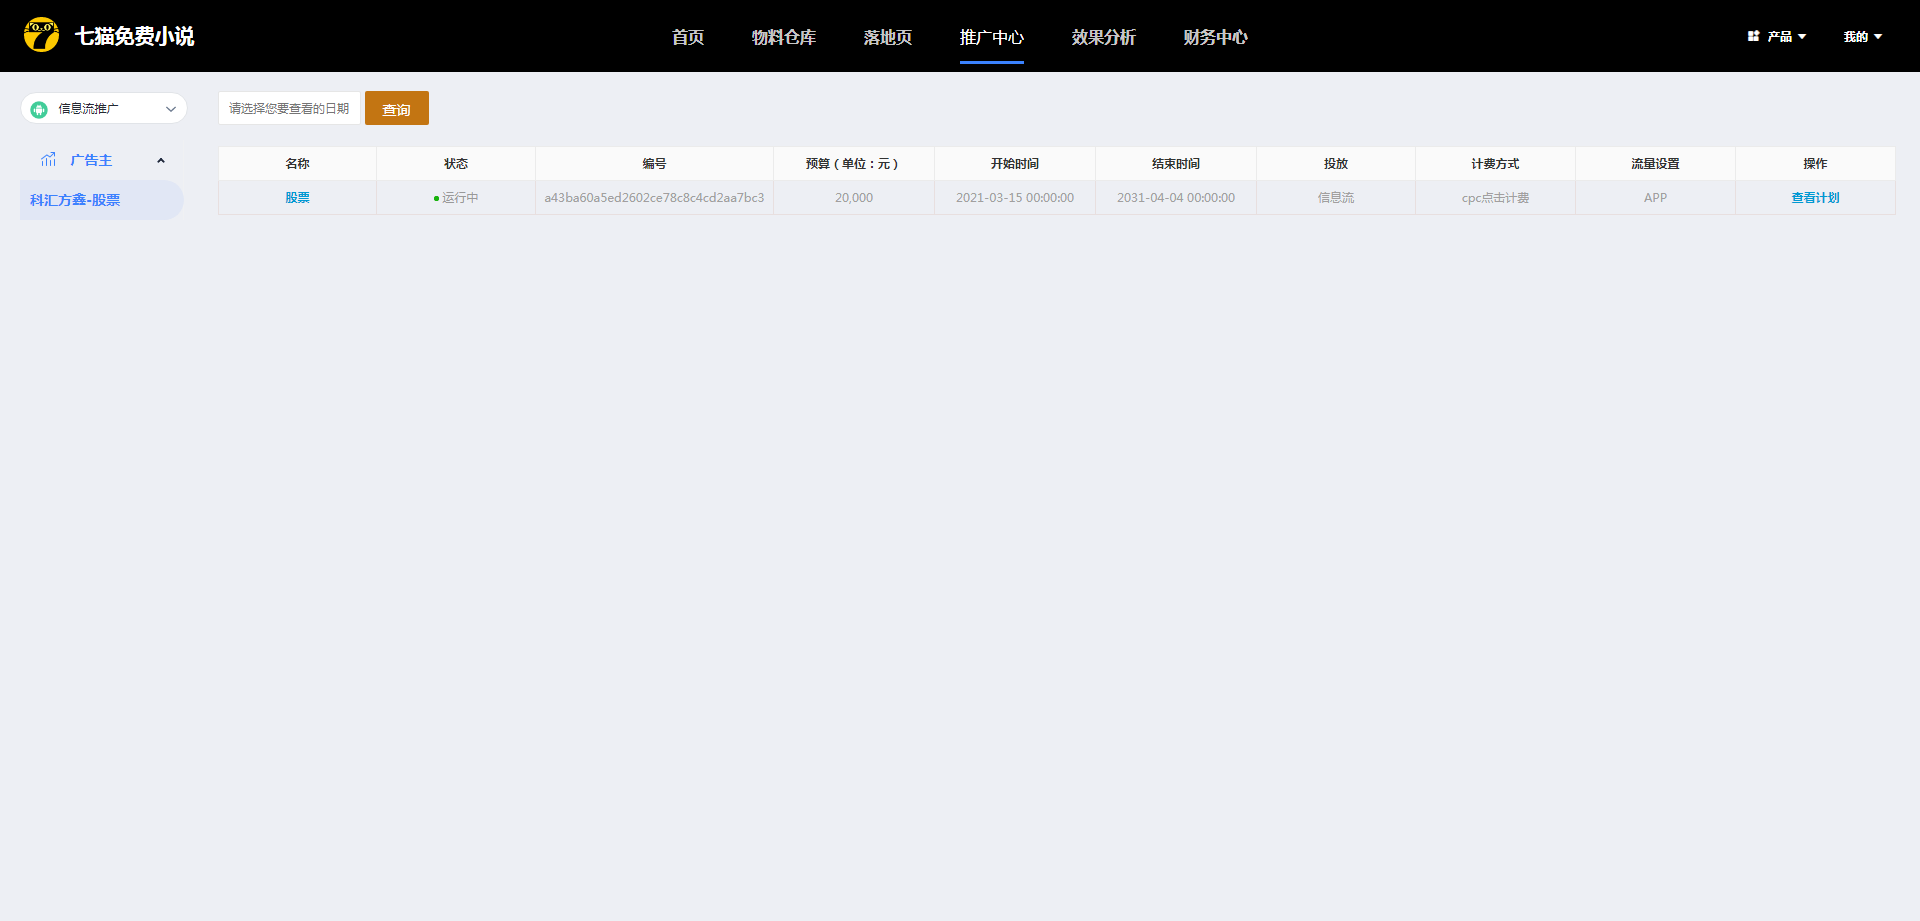 七猫免费小说
首页 物料仓库 落地页 推广中心 效果分析 财务中心
产品 我的
信息流推广
请选择您要查看的日期 查询
广告主
科汇方鑫-股票
名称 状态 编号 预算（单位：元） 开始时间 结束时间 投放 计费方式 流量设置 操作
股票 运行中 a43ba60a5ed2602ce78c8c4cd2aa7bc3 20,000 2021-03-15 00:00:00 2031-04-04 00:00:00 信息流 cpc点击计费 APP 查看计划